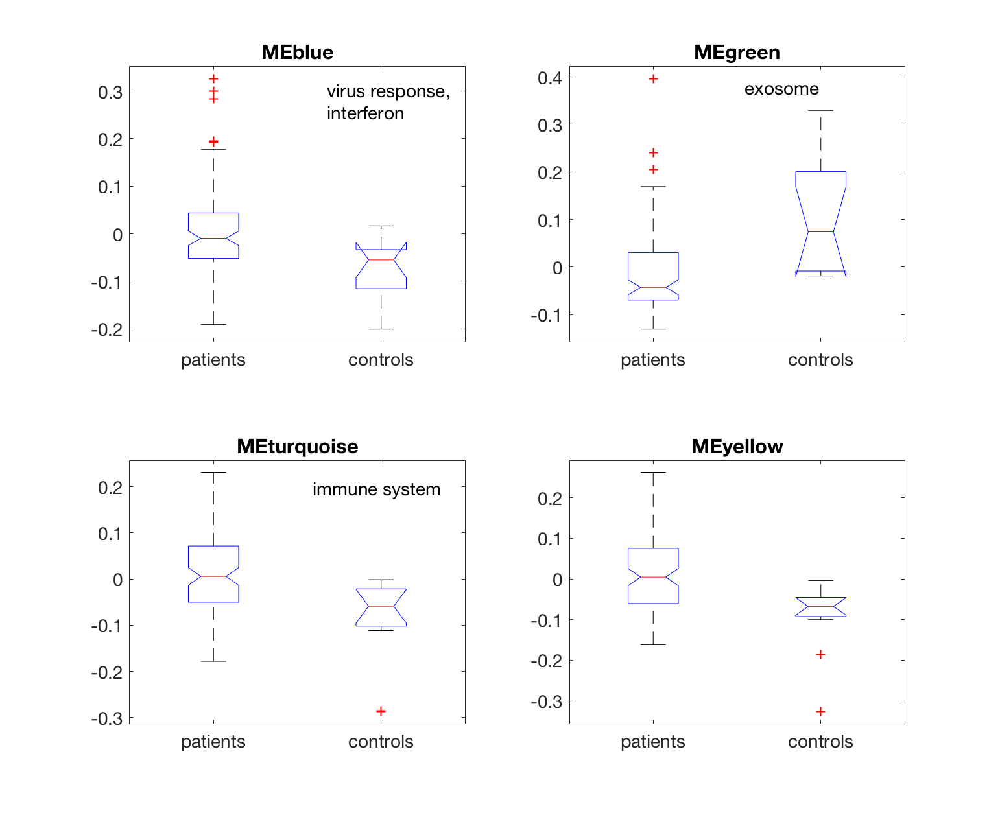 MEblue
0.3
0.2
0.1
0
-0.1
-0.2
virus response,
interferon
patients
controls
MEgreen
0.4
0.3
0.2
0.1
0
-0.1
exosome
patients
controls
MEturquoise
0.2
0.1
0
-0.1
-0.2
-0.3
immune system
patients
controls
MEyellow
0.2
0.1
0
-0.1
-0.2
-0.3
patients
controls